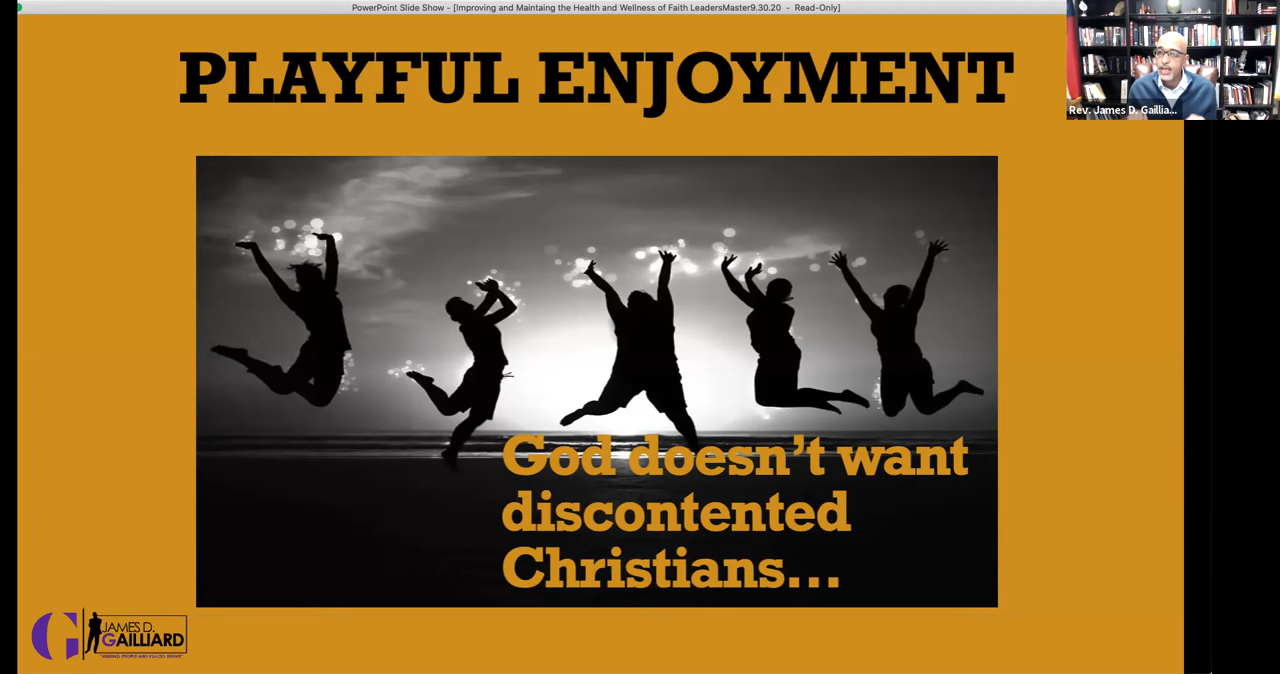 PowerPoint Slide Show - [Improving and Maintaing the Health and Wellness of Faith LeadersMaster9.30.20 - Read-Only]
PLAYFUL ENJOYMENT
Rev. James D. Gaillia...
God doesn’t want
discontented
Christians...
G
JAMES D.
GAILLIARD